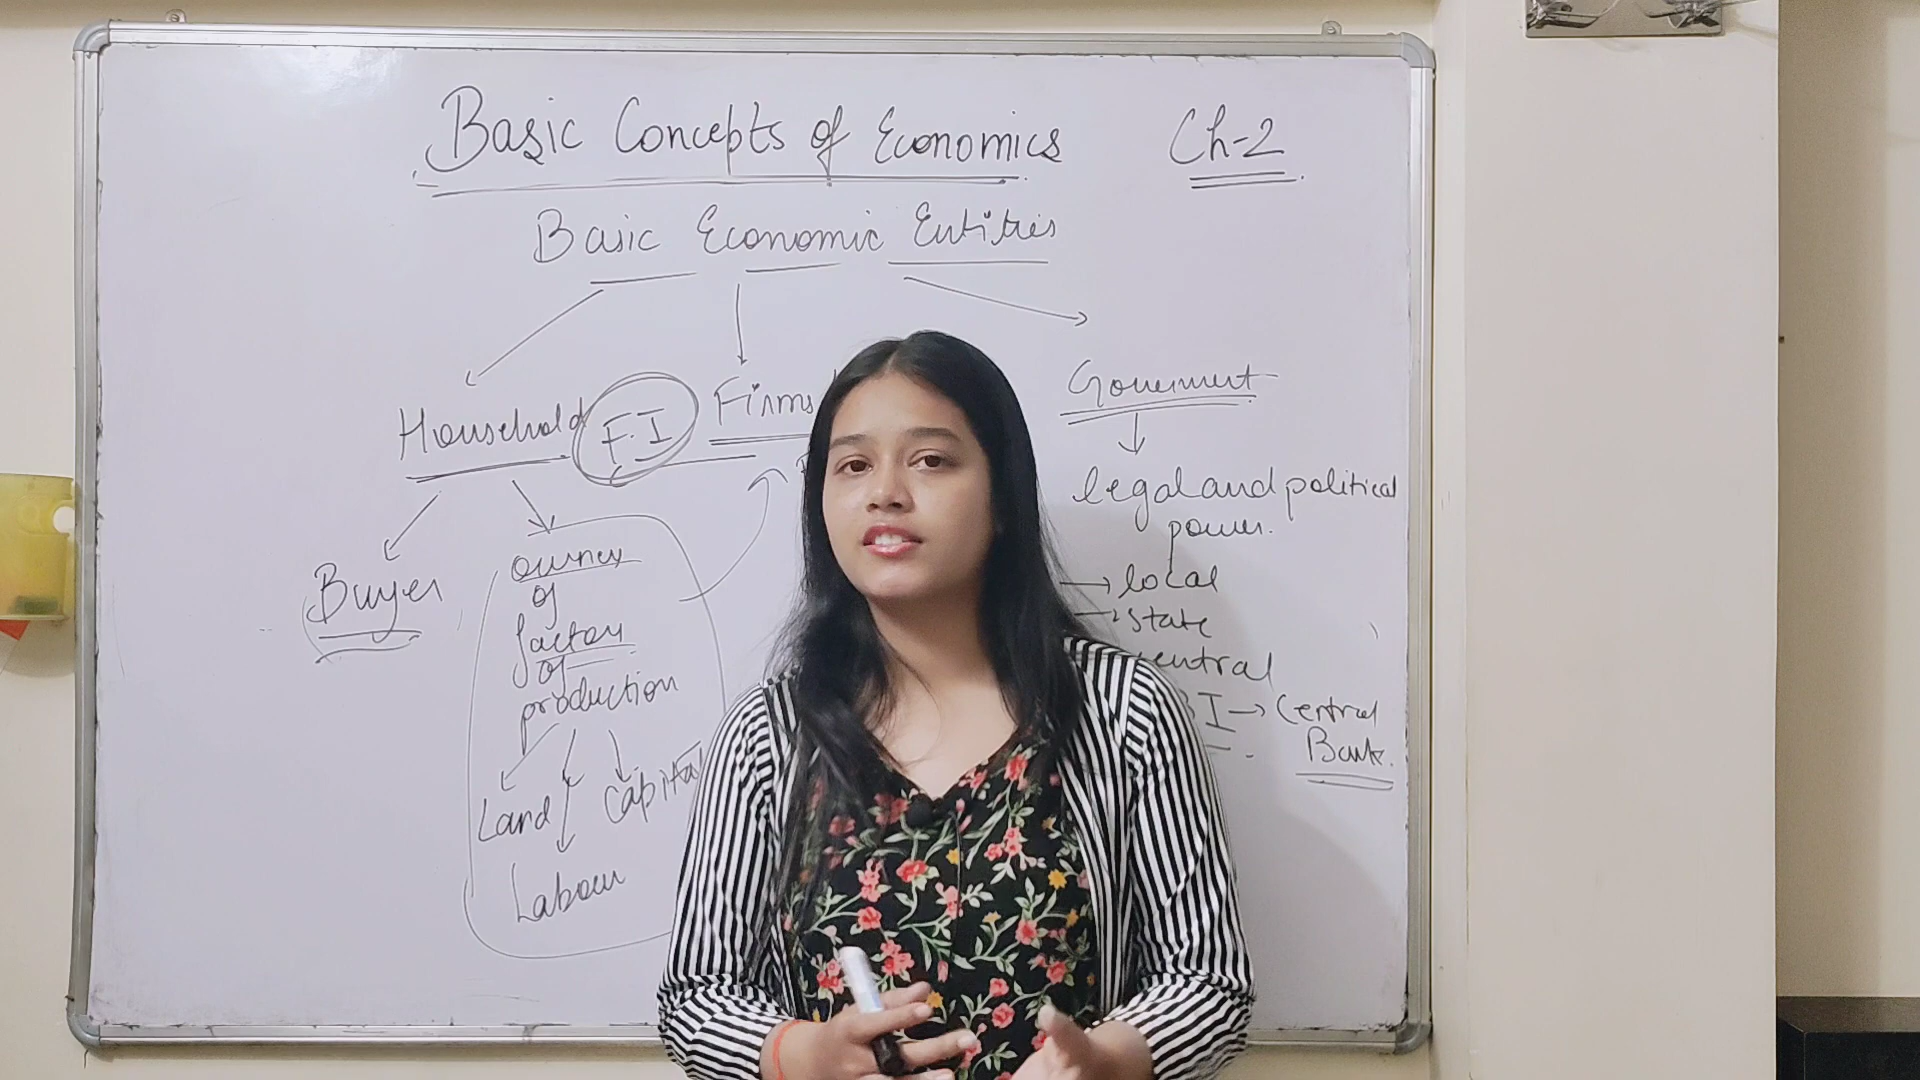 Basic Concepts of Economics
Ch-2
Basic Economic Entities
Household
F.I
Firms
Government
legal and political
power.
Buyer
owner
of
factory
of
production
Land
Capital
Labour
local
state
central
I → Central
Bank.